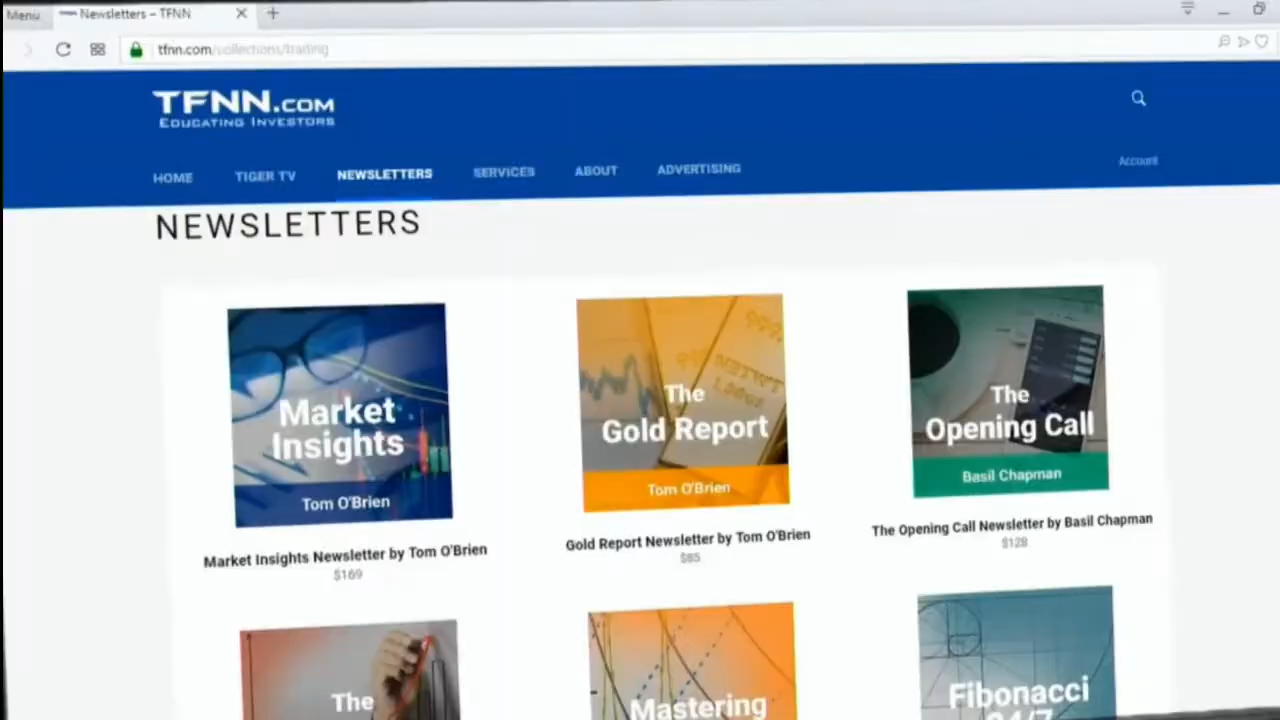 Menu
Newsletters – TFNN
tfnn.com/collections/trading
TFNN.COM
EDUCATING INVESTORS
HOME
TIGER TV
NEWSLETTERS
SERVICES
ABOUT
ADVERTISING
Account
NEWSLETTERS
Market
Insights
Tom O'Brien
Market Insights Newsletter by Tom O'Brien
$169
The
Gold Report
Tom O'Brien
Gold Report Newsletter by Tom O'Brien
$85
The
Opening Call
Basil Chapman
The Opening Call Newsletter by Basil Chapman
$128
The
Mastering
Fibonacci
24/7